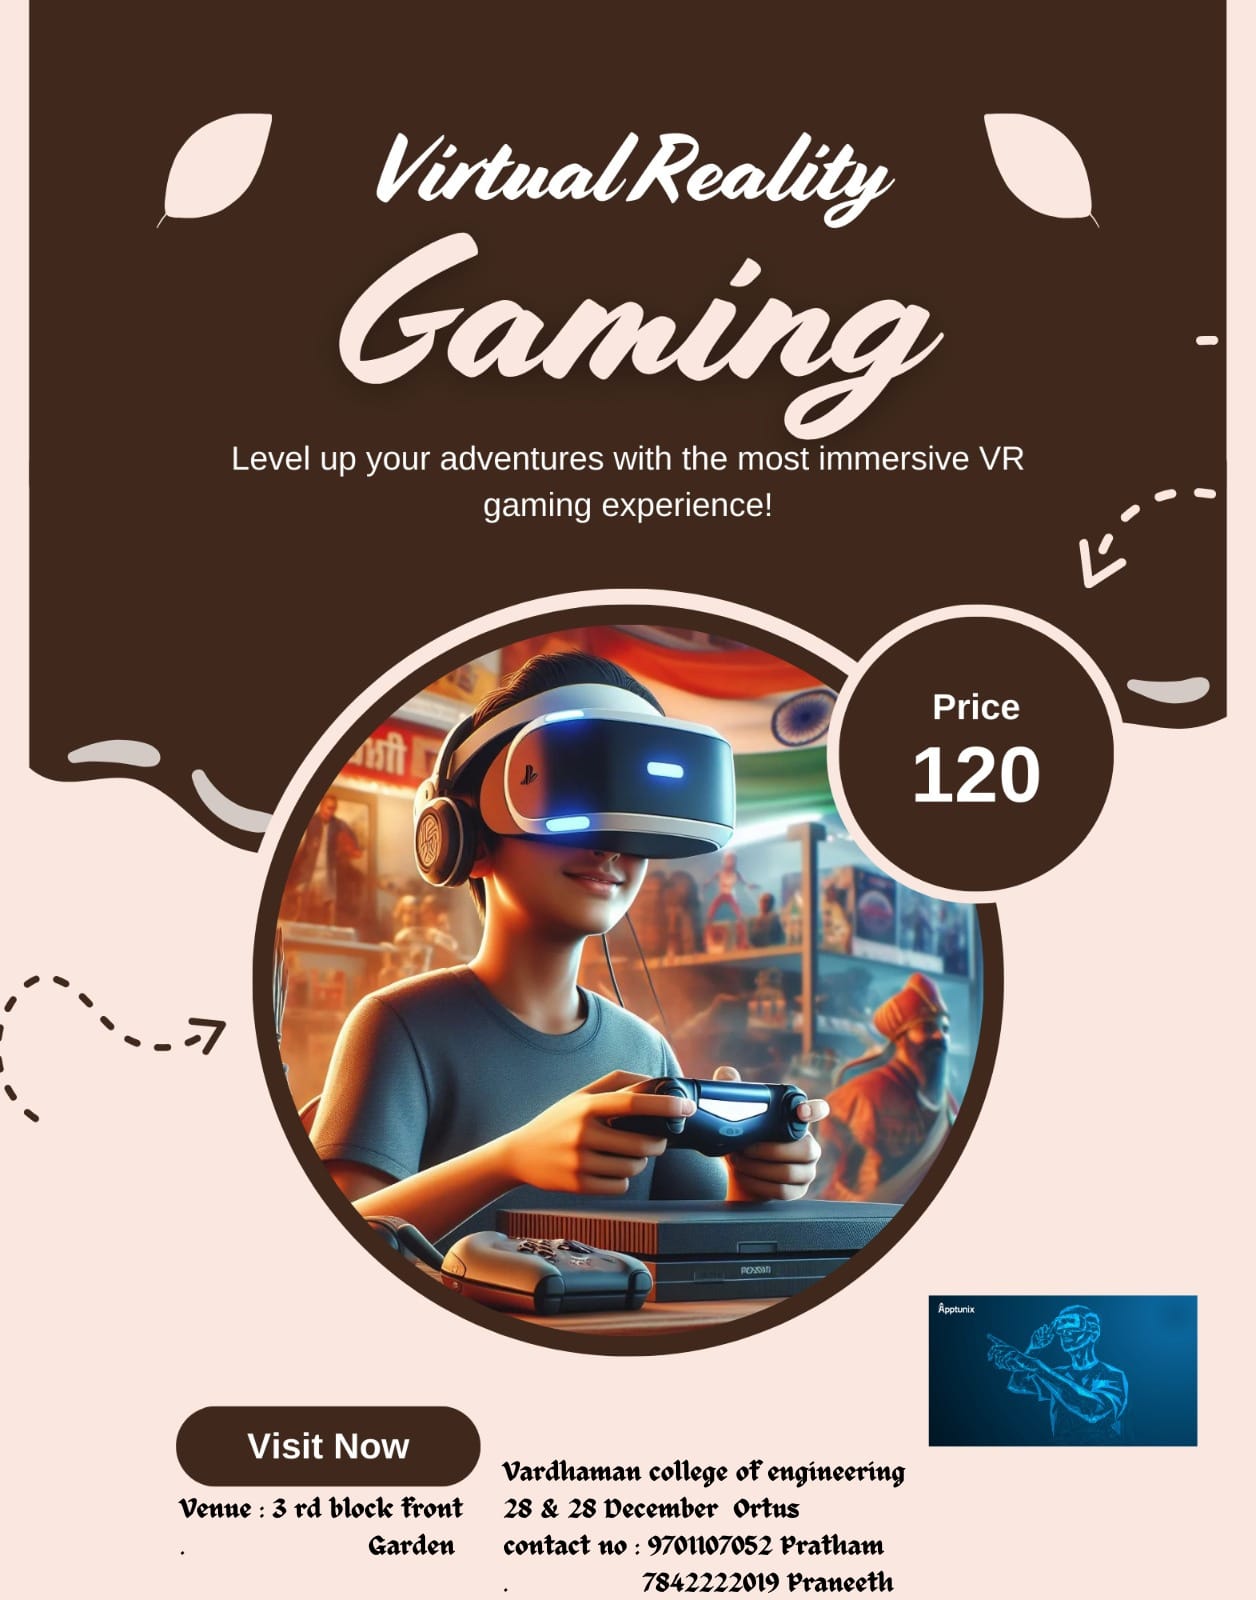 Virtual Reality
Gaming
Level up your adventures with the most immersive VR
gaming experience!
Price
120
Apptunix
Visit Now
Venue : 3 rd block front
. Garden
Vardhaman college of engineering
28 & 28 December Ortus
contact no : 9701107052 Pratham
. 7842222019 Praneeth